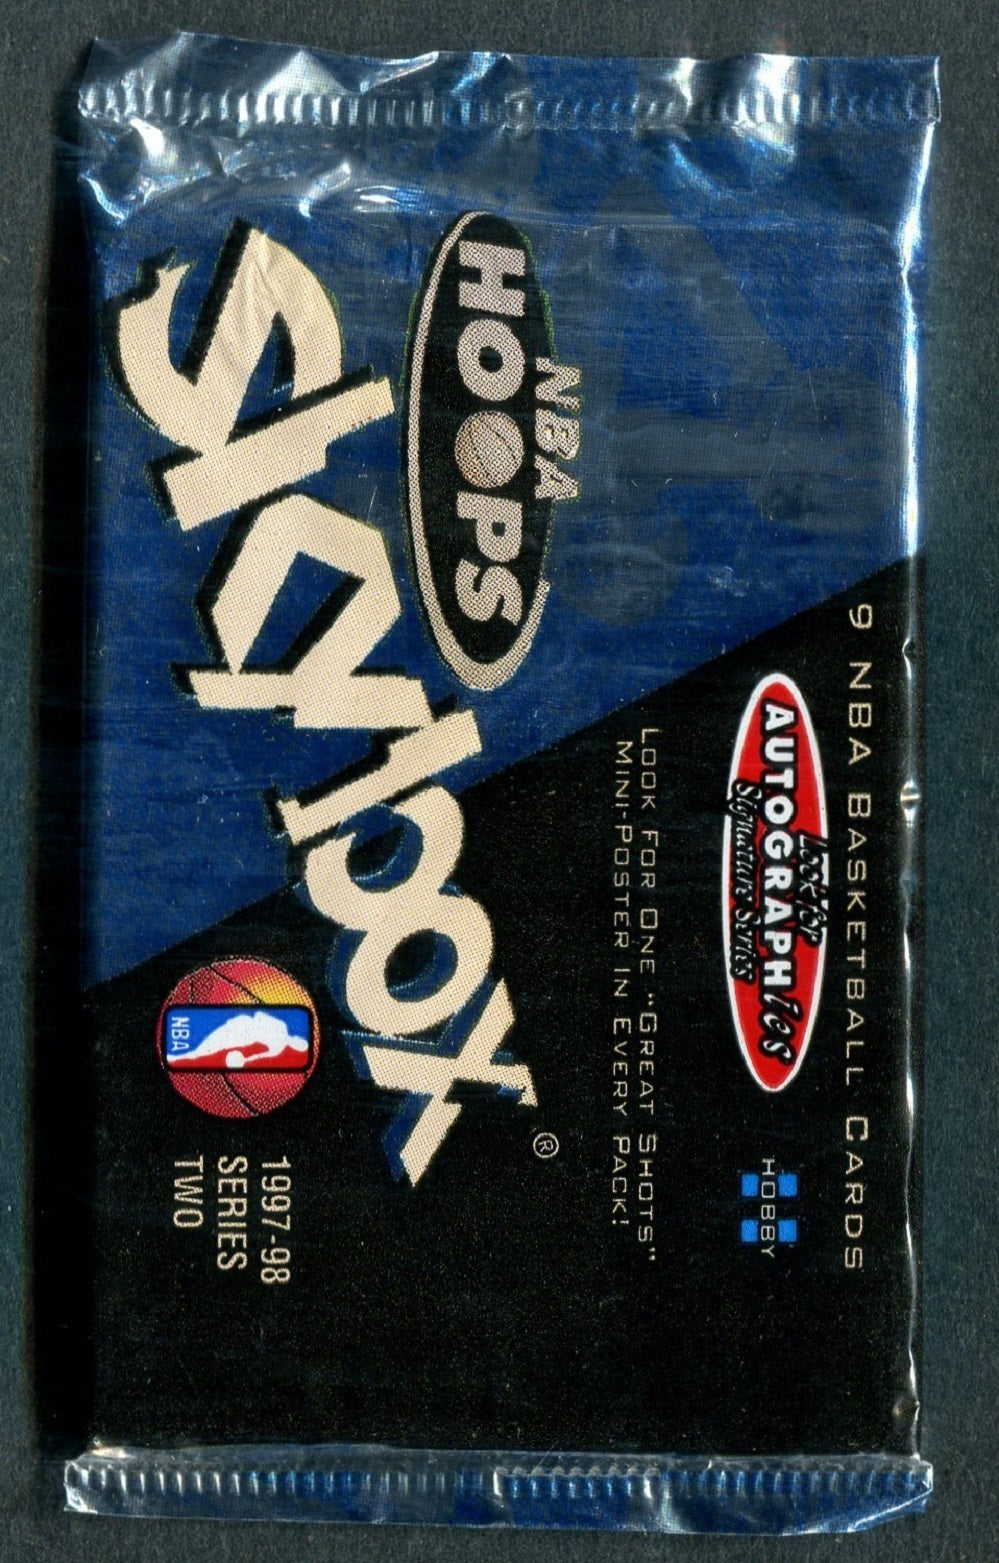 9 NBA BASKETBALL CARDS
Look for
AUTOGRAPHics
Signature Series
HOBBY
LOOK FOR ONE "GREAT SHOTS"
MINI-POSTER IN EVERY PACK!
NBA
HOOPS
SkyBox®
NBA
1997-98
SERIES
TWO